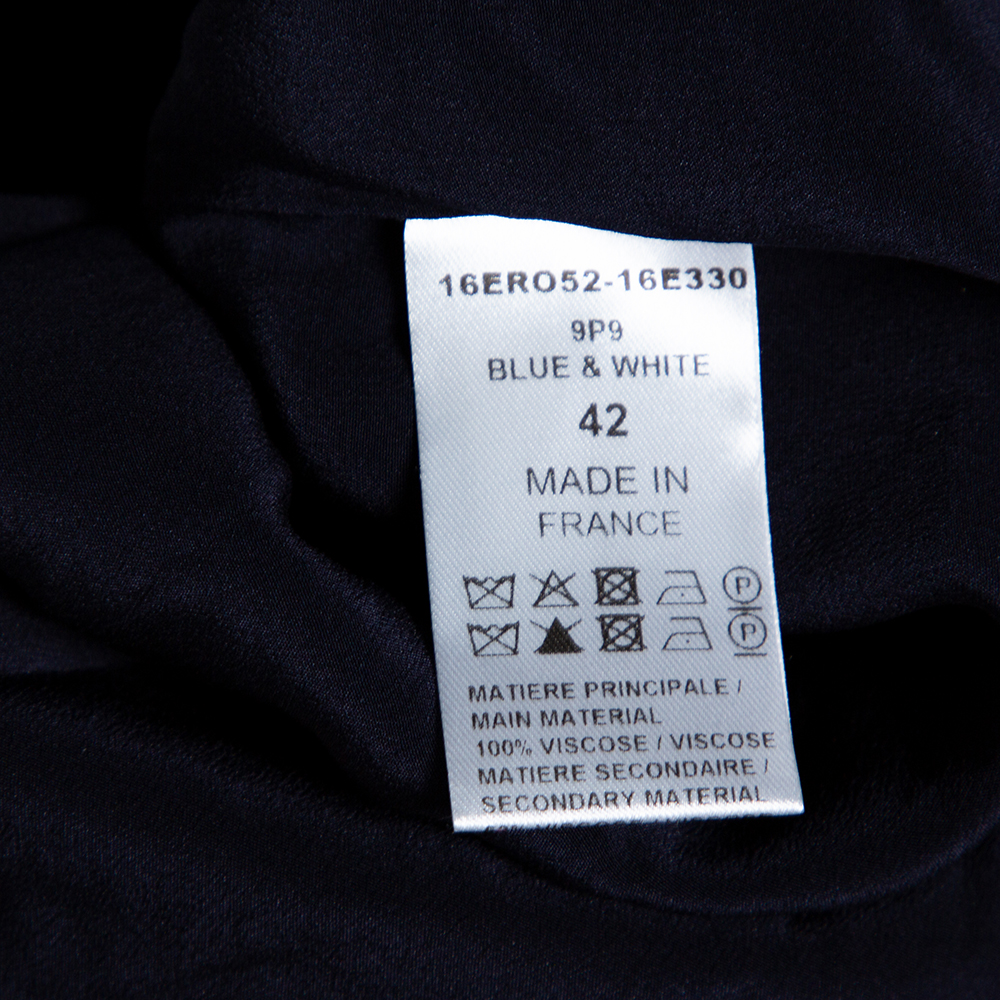 16ERO52-16E330
9P9
BLUE & WHITE
42
MADE IN
FRANCE
P
P
MATIERE PRINCIPALE /
MAIN MATERIAL
100% VISCOSE / VISCOSE
MATIERE SECONDAIRE /
SECONDARY MATERIAL